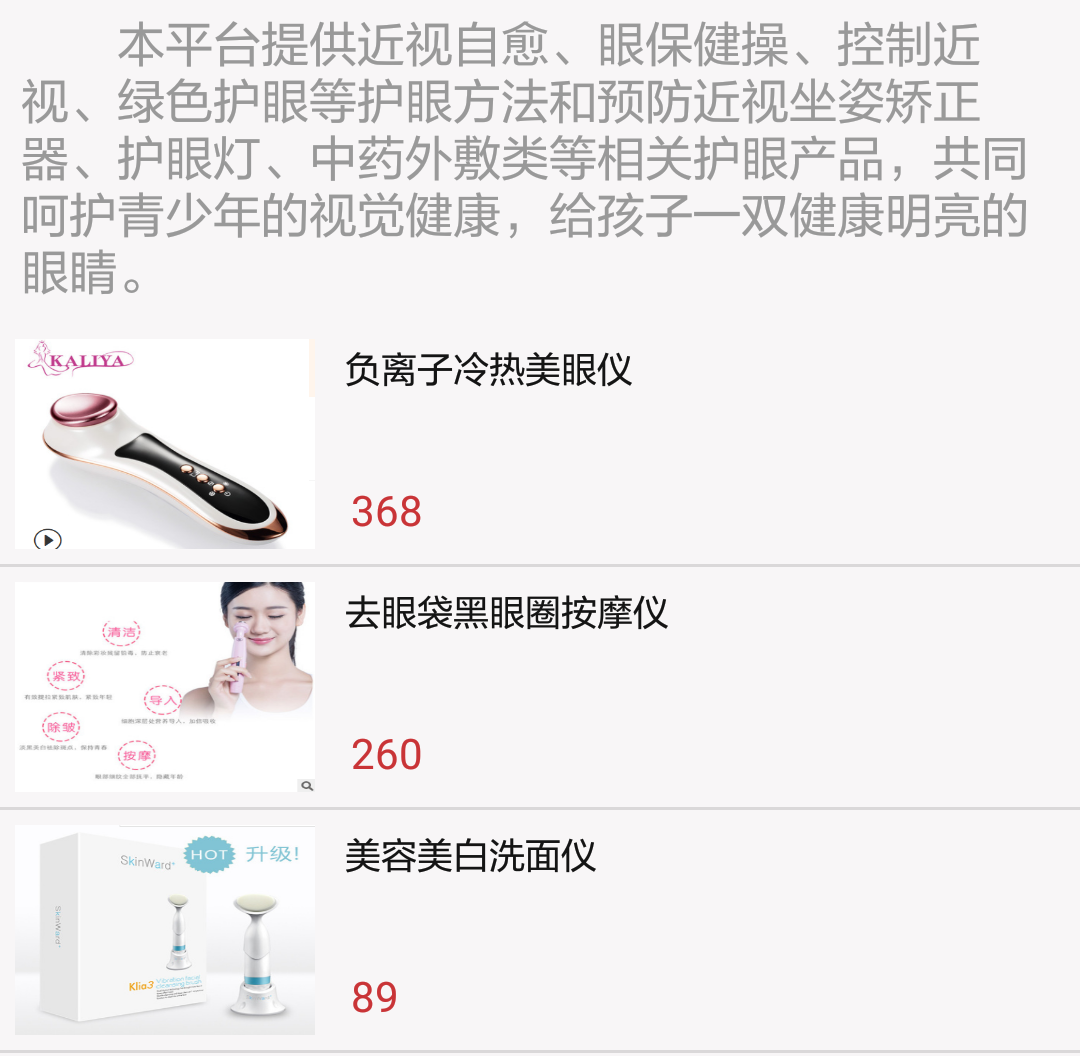 本平台提供近视自愈、眼保健操、控制近
视、绿色护眼等护眼方法和预防近视坐姿矫正
器、护眼灯、中药外敷类等相关护眼产品，共同
呵护青少年的视觉健康，给孩子一双健康明亮的
眼睛。
KALIYA
负离子冷热美眼仪
368
去眼袋黑眼圈按摩仪
清洁
紧致
导入
除皱
按摩
260
美容美白洗面仪
SkinWard
HOT 升级!
SkinWard
Klia3 Vibration facial
cleansing brush
89